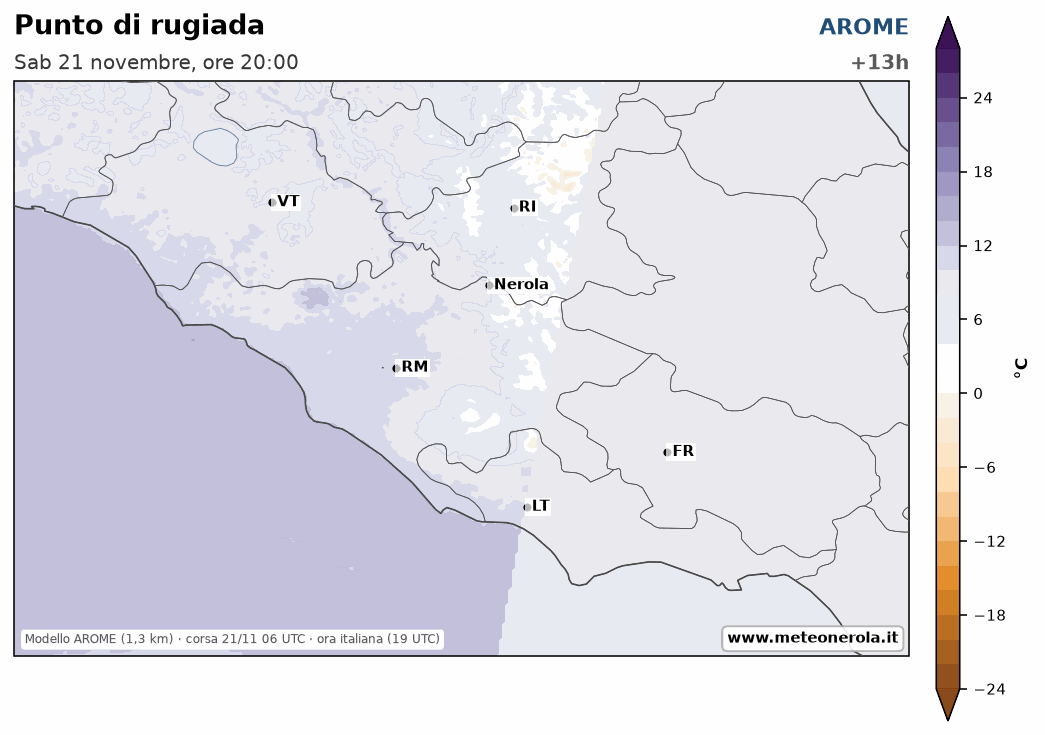 Punto di rugiada
AROME
Sab 21 novembre, ore 20:00
+13h
VT
RI
Nerola
RM
FR
LT
Modello AROME (1,3 km) · corsa 21/11 06 UTC · ora italiana (19 UTC)
www.meteonerola.it
24
18
12
6
0
−6
−12
−18
−24
°C